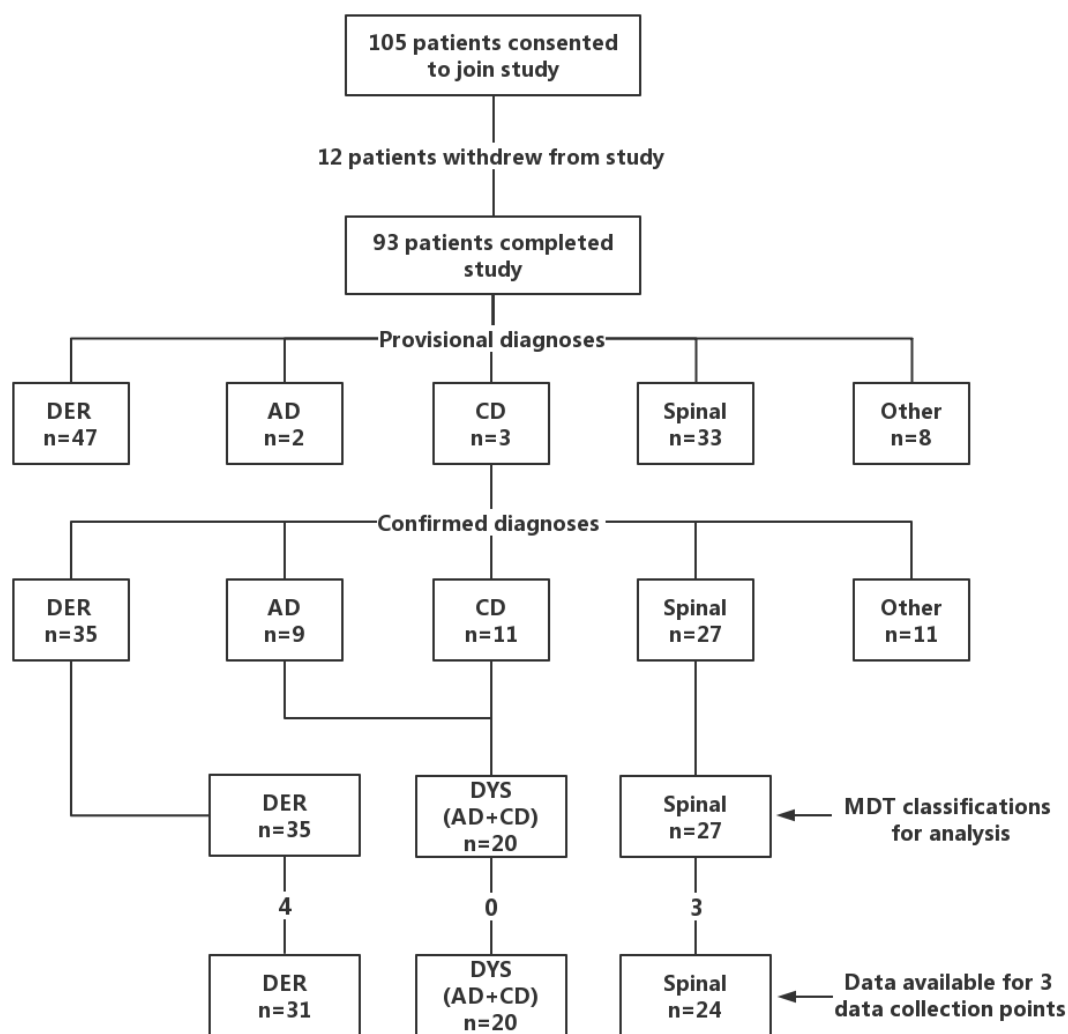 105 patients consented
to join study
12 patients withdrew from study
93 patients completed
study
Provisional diagnoses
DER
n=47
AD
n=2
CD
n=3
Spinal
n=33
Other
n=8
Confirmed diagnoses
DER
n=35
AD
n=9
CD
n=11
Spinal
n=27
Other
n=11
DER
n=35
DYS
(AD+CD)
n=20
Spinal
n=27
MDT classifications
for analysis
4
0
3
DER
n=31
DYS
(AD+CD)
n=20
Spinal
n=24
Data available for 3
data collection points